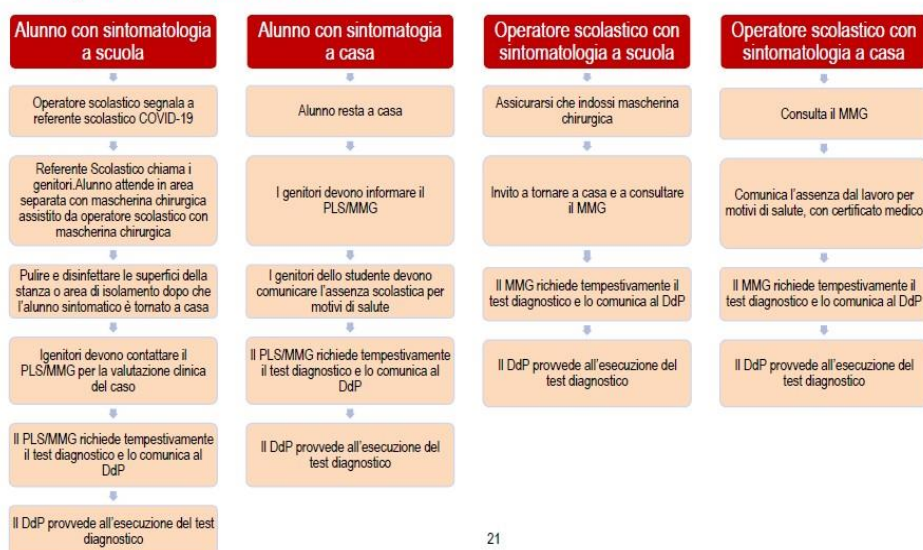 Alunno con sintomatologia
a scuola
Operatore scolastico segnala a
referente scolastico COVID-19
Referente Scolastico chiama i
genitori.Alunno attende in area
separata con mascherina chirurgica
assistito da operatore scolastico con
mascherina chirurgica
Pulire e disinfettare le superfici della
stanza o area di isolamento dopo che
l'alunno sintomatico è tornato a casa
Igenitori devono contattare il
PLS/MMG per la valutazione clinica
del caso
Il PLS/MMG richiede tempestivamente
il test diagnostico e lo comunica al
DdP
Il DdP provvede all'esecuzione del test
diagnostico
Alunno con sintomatogia
a casa
Alunno resta a casa
I genitori devono informare il
PLS/MMG
I genitori dello studente devono
comunicare l'assenza scolastica per
motivi di salute
Il PLS/MMG richiede tempestivamente
il test diagnostico e lo comunica al
DdP
Il DdP provvede all'esecuzione del
test diagnostico
Operatore scolastico con
sintomatologia a scuola
Assicurarsi che indossi mascherina
chirurgica
Invito a tornare a casa e a consultare
il MMG
Il MMG richiede tempestivamente il
test diagnostico e lo comunica al DdP
Il DdP provvede all'esecuzione del
test diagnostico
Operatore scolastico con
sintomatologia a casa
Consulta il MMG
Comunica l'assenza dal lavoro per
motivi di salute, con certificato medico
Il MMG richiede tempestivamente il
test diagnostico e lo comunica al DdP
Il DdP provvede all'esecuzione del
test diagnostico
21